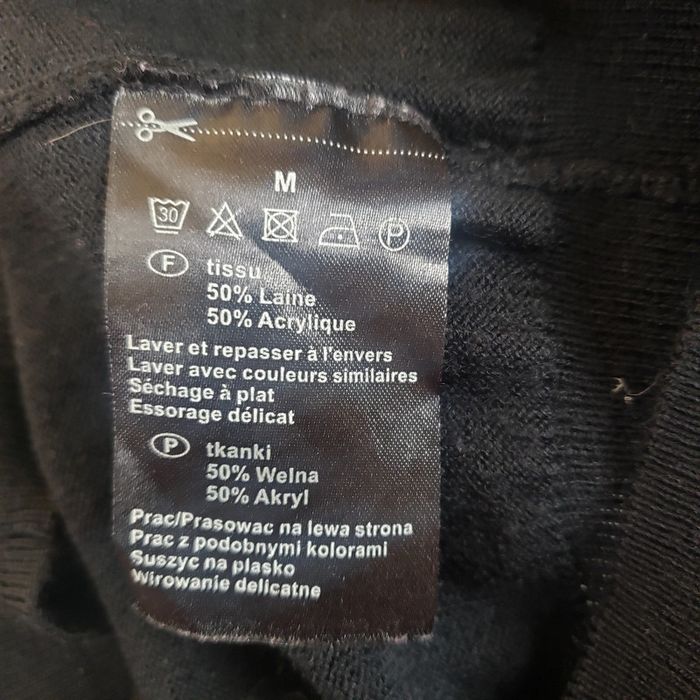 M
30
P
F tissu
50% Laine
50% Acrylique
Laver et repasser à l'envers
Laver avec couleurs similaires
Séchage à plat
Essorage délicat
P tkanki
50% Welna
50% Akryl
Prac/Prasowac na lewa strona
Prac z podobnymi kolorami
Suszyc na plasko
Wirowanie delicatne